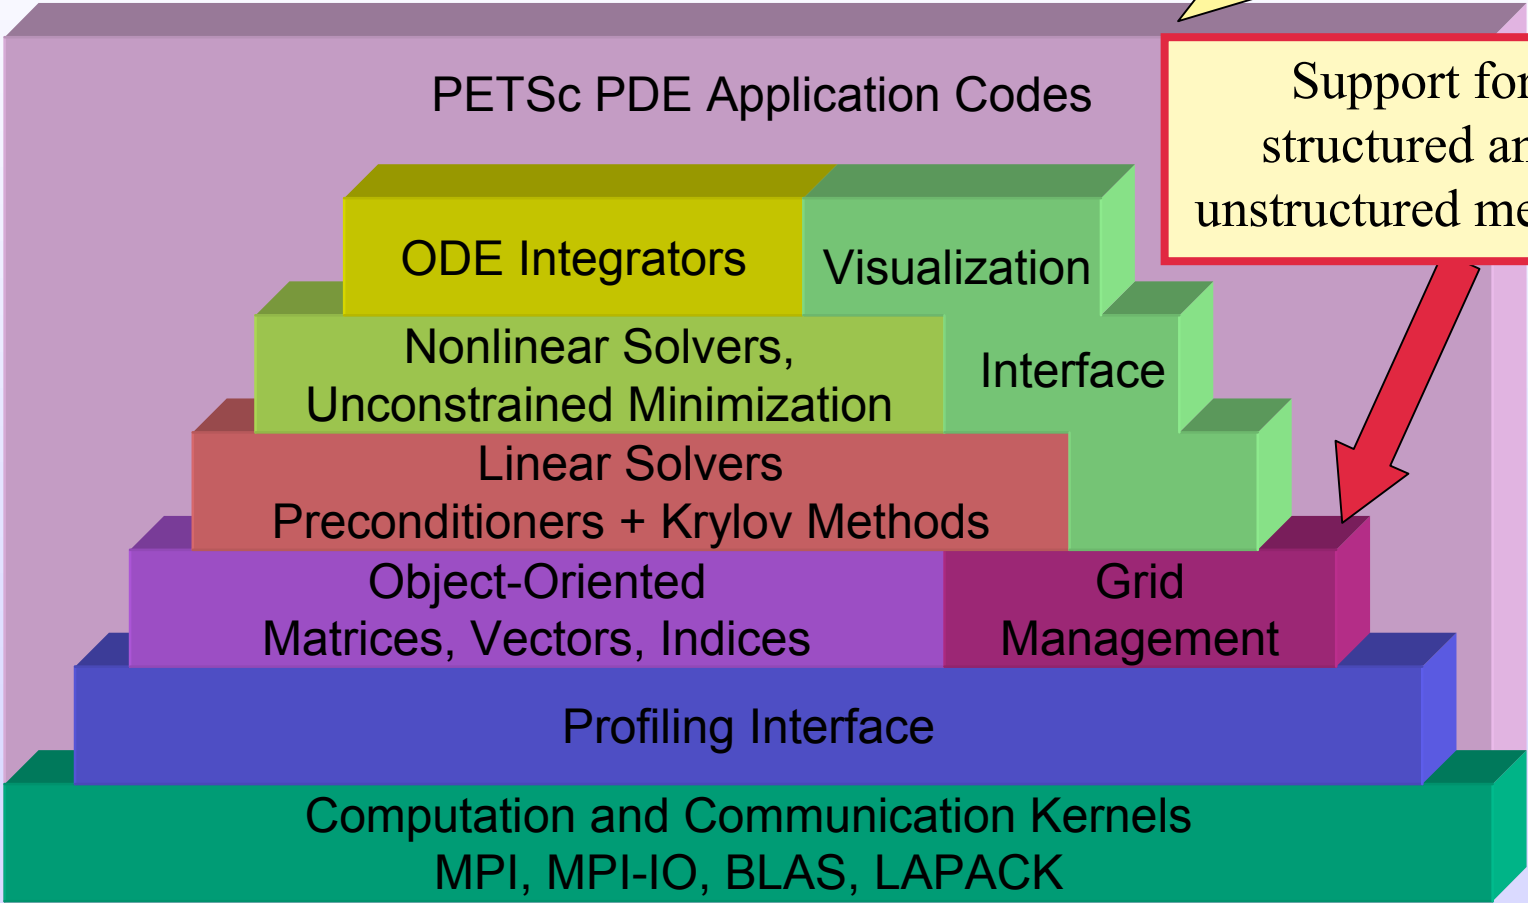 PETSc PDE Application Codes
Support for
structured
unstructured
ODE Integrators
Visualization
Nonlinear Solvers,
Unconstrained Minimization
Interface
Linear Solvers
Preconditioners + Krylov Methods
Object-Oriented
Matrices, Vectors, Indices
Grid
Management
Profiling Interface
Computation and Communication Kernels
MPI, MPI-IO, BLAS, LAPACK